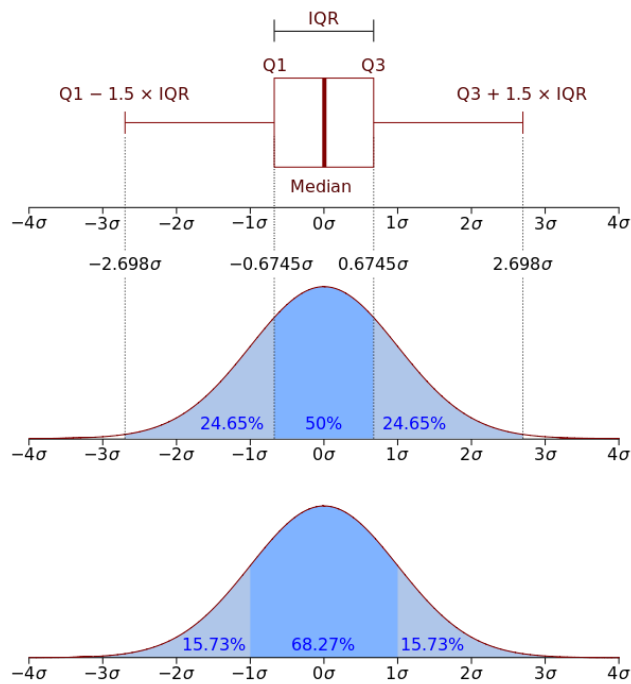 IQR
Q1 Q3
Q1 − 1.5 × IQR Q3 + 1.5 × IQR
Median
−4σ −3σ −2σ −1σ 0σ 1σ 2σ 3σ 4σ
−2.698σ −0.6745σ 0.6745σ 2.698σ
24.65% 50% 24.65%
−4σ −3σ −2σ −1σ 0σ 1σ 2σ 3σ 4σ
15.73% 68.27% 15.73%
−4σ −3σ −2σ −1σ 0σ 1σ 2σ 3σ 4σ